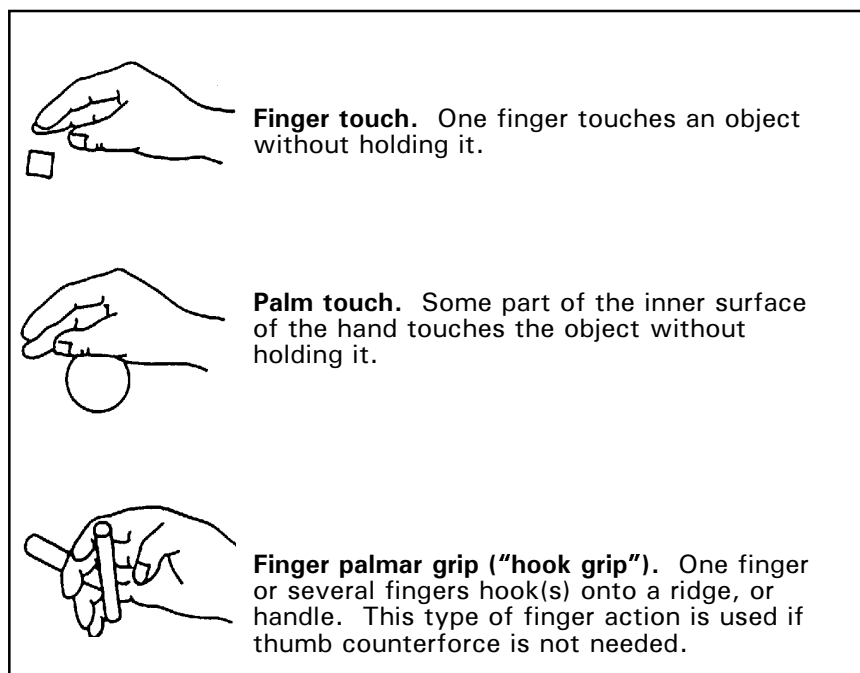 Finger touch. One finger touches an object
without holding it.
Palm touch. Some part of the inner surface
of the hand touches the object without
holding it.
Finger palmar grip (“hook grip”). One finger
or several fingers hook(s) onto a ridge, or
handle. This type of finger action is used if
thumb counterforce is not needed.